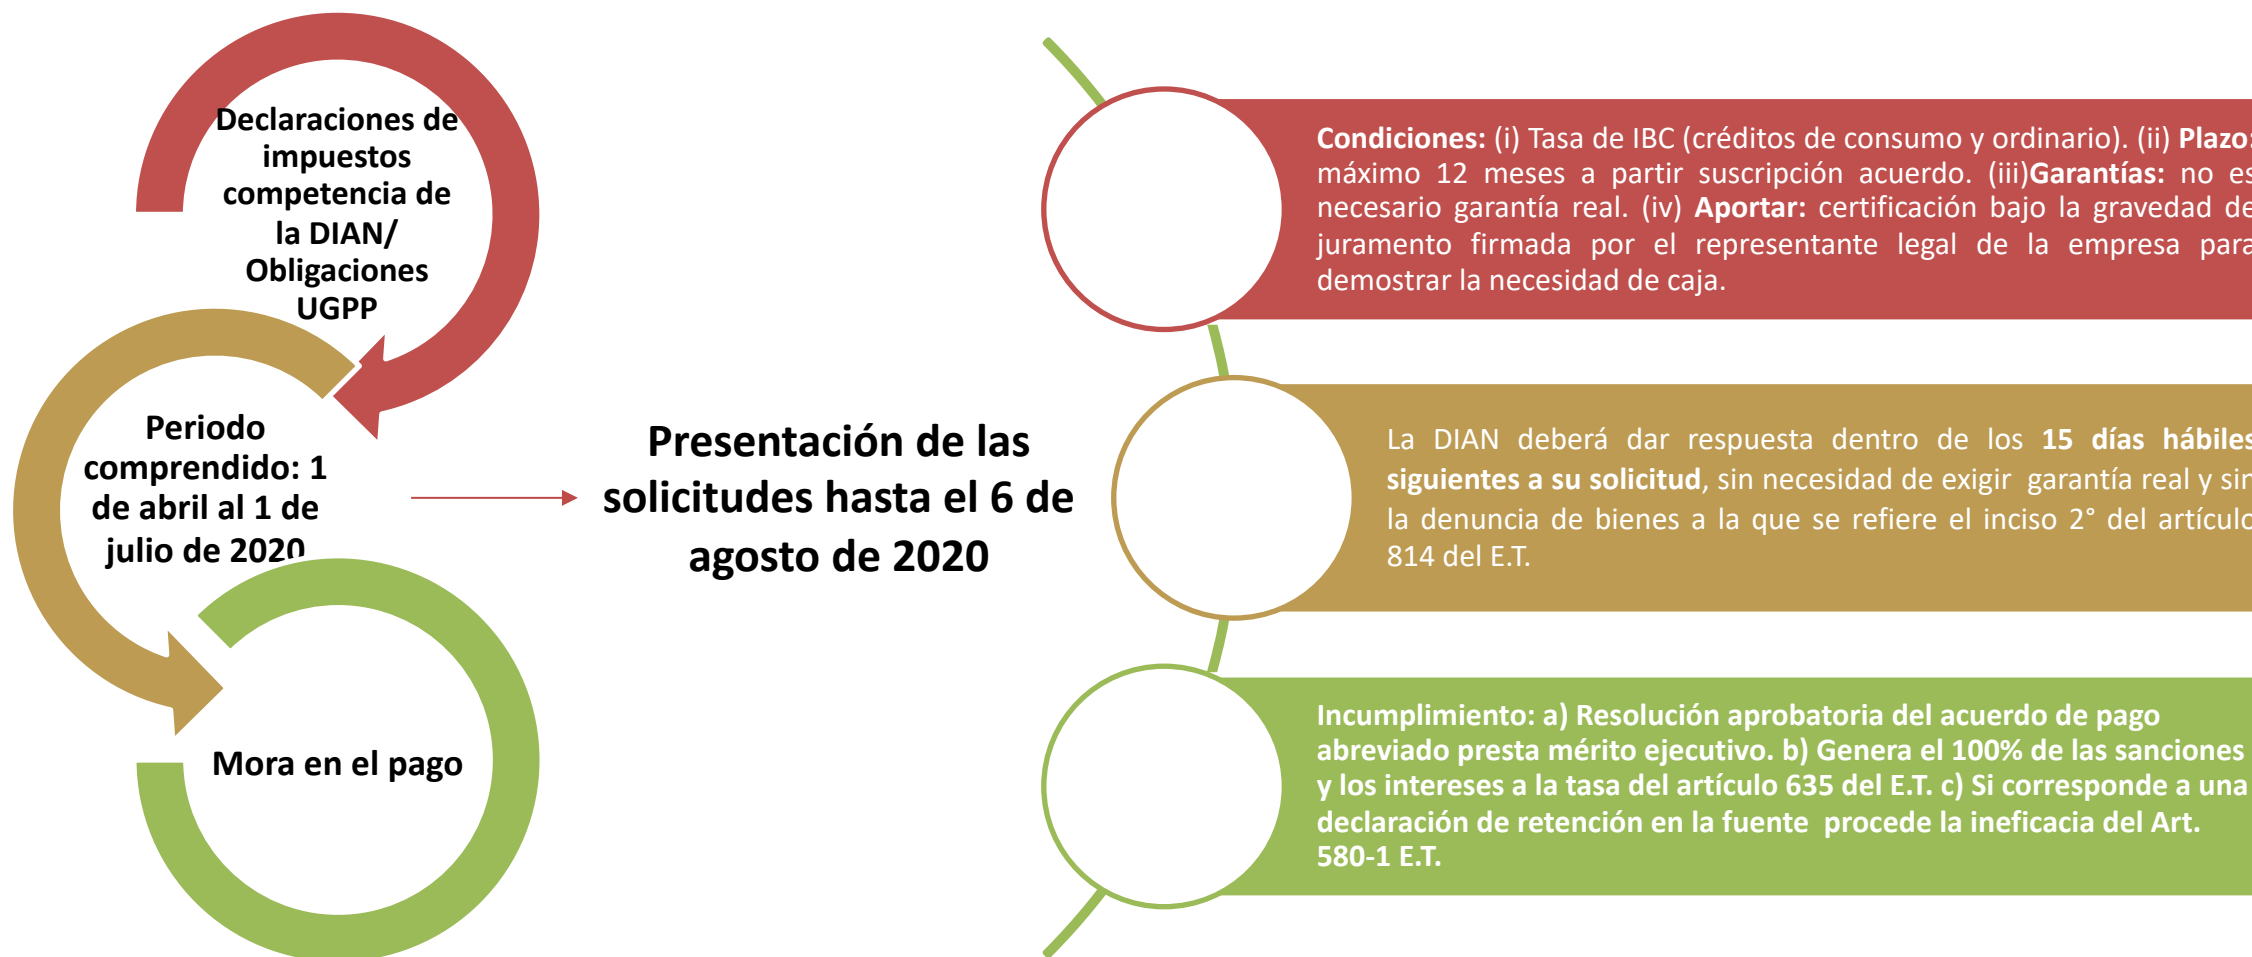 Declaraciones de
impuestos
competencia de
la DIAN/
Obligaciones
UGPP
Periodo
comprendido: 1
de abril al 1 de
julio de 2020
Mora en el pago
Presentación de las
solicitudes hasta el 6 de
agosto de 2020
Condiciones: (i) Tasa de IBC (créditos de consumo y ordinario). (ii) Plazo:
máximo 12 meses a partir suscripción acuerdo. (iii)Garantías: no es
necesario garantía real. (iv) Aportar: certificación bajo la gravedad de
juramento firmada por el representante legal de la empresa para
demostrar la necesidad de caja.
La DIAN deberá dar respuesta dentro de los 15 días hábiles
siguientes a su solicitud, sin necesidad de exigir garantía real y sin
la denuncia de bienes a la que se refiere el inciso 2° del artículo
814 del E.T.
Incumplimiento: a) Resolución aprobatoria del acuerdo de pago
abreviado presta mérito ejecutivo. b) Genera el 100% de las sanciones
y los intereses a la tasa del artículo 635 del E.T. c) Si corresponde a una
declaración de retención en la fuente procede la ineficacia del Art.
580-1 E.T.